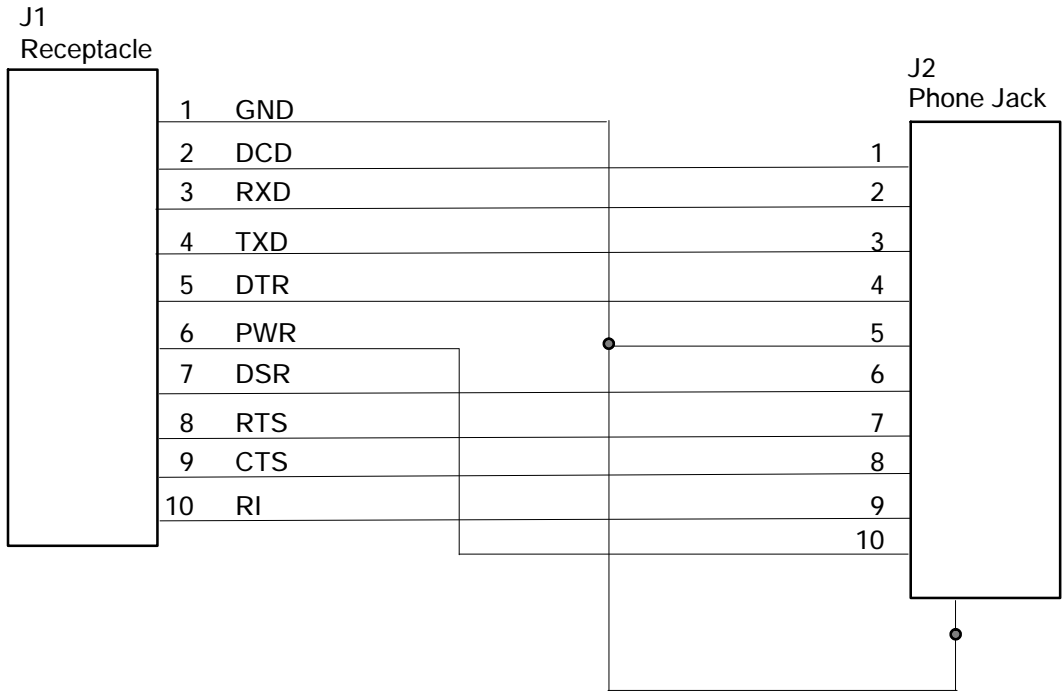 J1
Receptacle
J2
Phone Jack
1 GND
2 DCD 1
3 RXD 2
4 TXD 3
5 DTR 4
6 PWR 5
7 DSR 6
8 RTS 7
9 CTS 8
10 RI 9
10